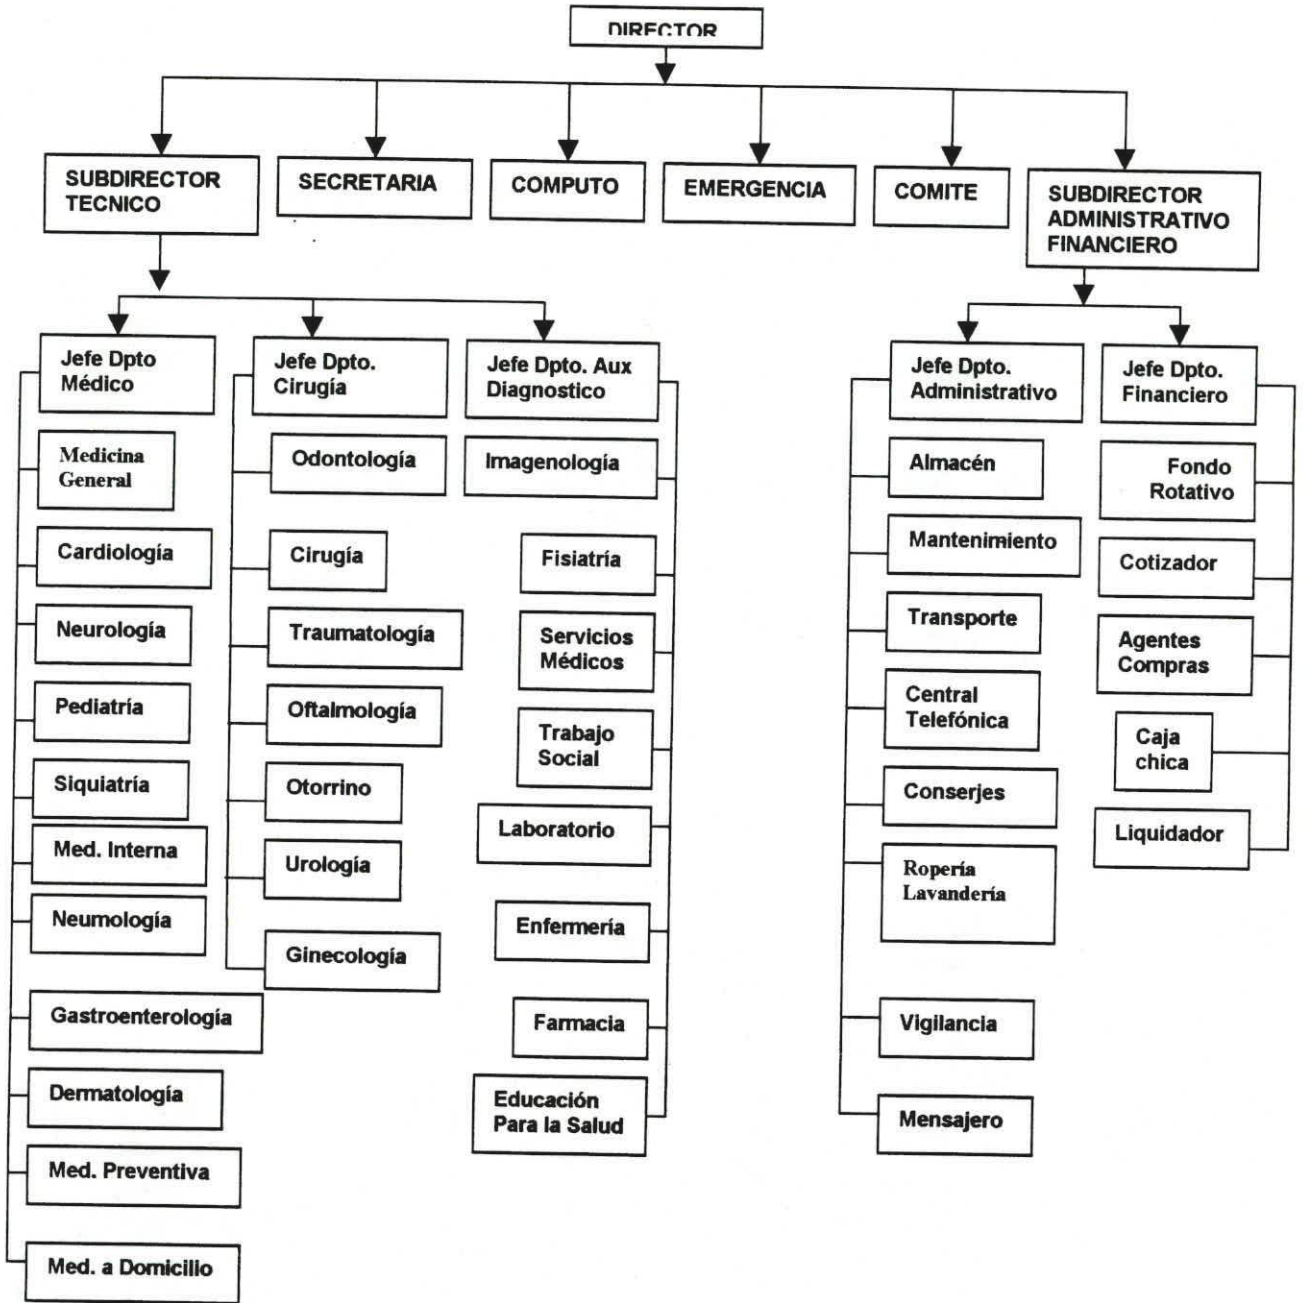 DIRECTOR
SUBDIRECTOR
TECNICO
SECRETARIA
COMPUTO
EMERGENCIA
COMITE
SUBDIRECTOR
ADMINISTRATIVO
FINANCIERO
Jefe Dpto
Médico
Medicina
General
Cardiología
Neurología
Pediatría
Siquiatría
Med. Interna
Neumología
Gastroenterología
Dermatología
Med. Preventiva
Med. a Domicilio
Jefe Dpto.
Cirugía
Odontología
Cirugía
Traumatología
Oftalmología
Otorrino
Urología
Ginecología
Jefe Dpto. Aux
Diagnostico
Imagenología
Fisiatría
Servicios
Médicos
Trabajo
Social
Laboratorio
Enfermería
Farmacia
Educación
Para la Salud
Jefe Dpto.
Administrativo
Almacén
Mantenimiento
Transporte
Central
Telefónica
Conserjes
Ropería
Lavandería
Vigilancia
Mensajero
Jefe Dpto.
Financiero
Fondo
Rotativo
Cotizador
Agentes
Compras
Caja
chica
Liquidador